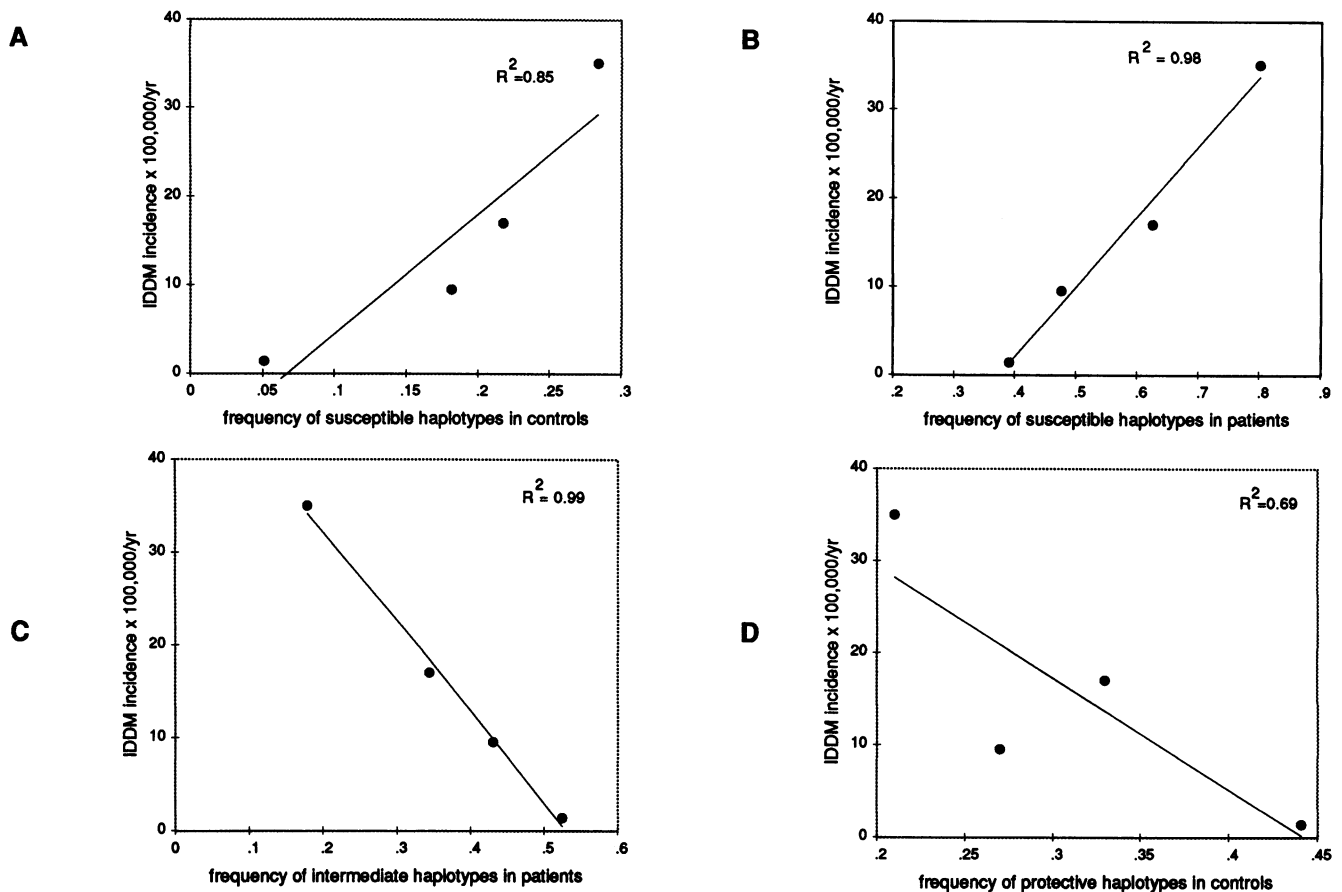 A
IDDM incidence x 100,000/yr
40
30
20
10
0
R2=0.85
0 .05 .1 .15 .2 .25 .3
frequency of susceptible haplotypes in controls
B
IDDM incidence x 100,000/yr
40
30
20
10
0
R2 = 0.98
.2 .3 .4 .5 .6 .7 .8 .9
frequency of susceptible haplotypes in patients
C
IDDM incidence x 100,000/yr
40
30
20
10
0
R2 = 0.99
0 .1 .2 .3 .4 .5 .6
frequency of intermediate haplotypes in patients
D
IDDM incidence x 100,000/yr
40
30
20
10
0
R2=0.69
.2 .25 .3 .35 .4 .45
frequency of protective haplotypes in controls